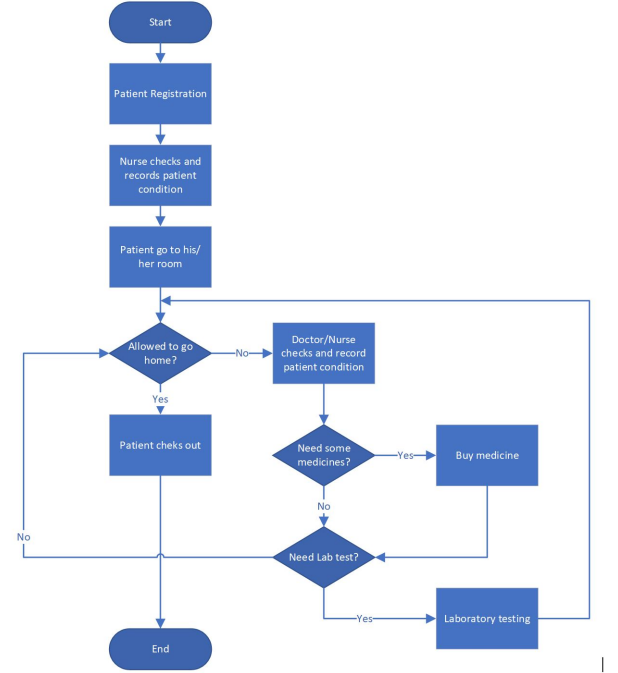 Start
Patient Registration
Nurse checks and
records patient
condition
Patient go to his/
her room
Allowed to go
home?
No
Doctor/Nurse
checks and record
patient condition
Yes
Patient cheks out
Need some
medicines?
Yes
Buy medicine
No
No
Need Lab test?
Yes
Laboratory testing
End